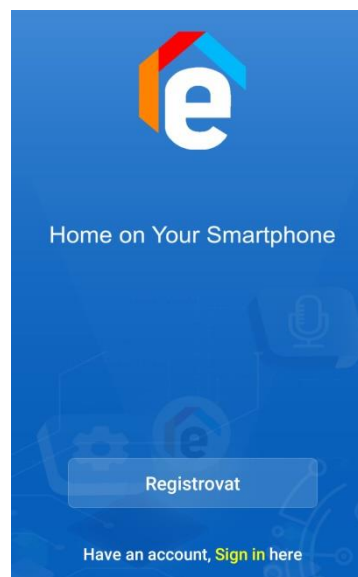 e
Home on Your Smartphone
e
Registrovat
Have an account, Sign in here